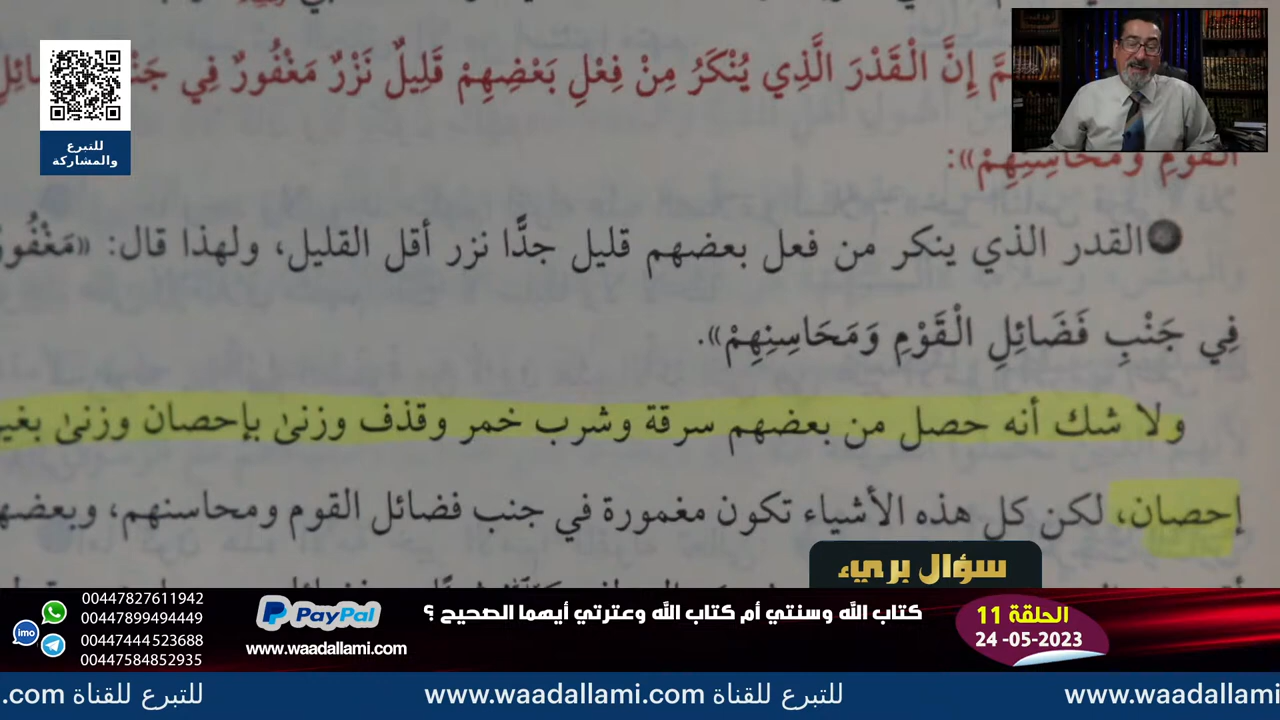 ثُمَّ إِنَّ الْقَدْرَ الَّذِي يُنْكَرُ مِنْ فِعْلِ بَعْضِهِمْ قَلِيلٌ نَزْرٌ مَغْفُورٌ فِي جَنْبِ
الْقَوْمِ وَمَحَاسِنِهِمْ»:
القدر الذي ينكر من فعل بعضهم قليل جدًّا نزر أقل القليل، ولهذا قال: «مَغْفُورٌ
فِي جَنْبِ فَضَائِلِ الْقَوْمِ وَمَحَاسِنِهِمْ».
ولا شك أنه حصل من بعضهم سرقة وشرب خمر وقذف وزنىٰ بإحصان وزنىٰ بغير
إحصان، لكن كل هذه الأشياء تكون مغمورة في جنب فضائل القوم ومحاسنهم، وبعضها
للتبرع
والمشاركة
سؤال بريء
00447827611942
00447899494449
00447444523688
00447584852935
imo
PayPal
www.waadallami.com
كتاب الله وسنتي أم كتاب الله وعترتي أيهما الصحيح ؟
الحلقة 11
24 -05-2023
للتبرع للقناة www.waadallami.com للتبرع للقناة www.waadallami.com